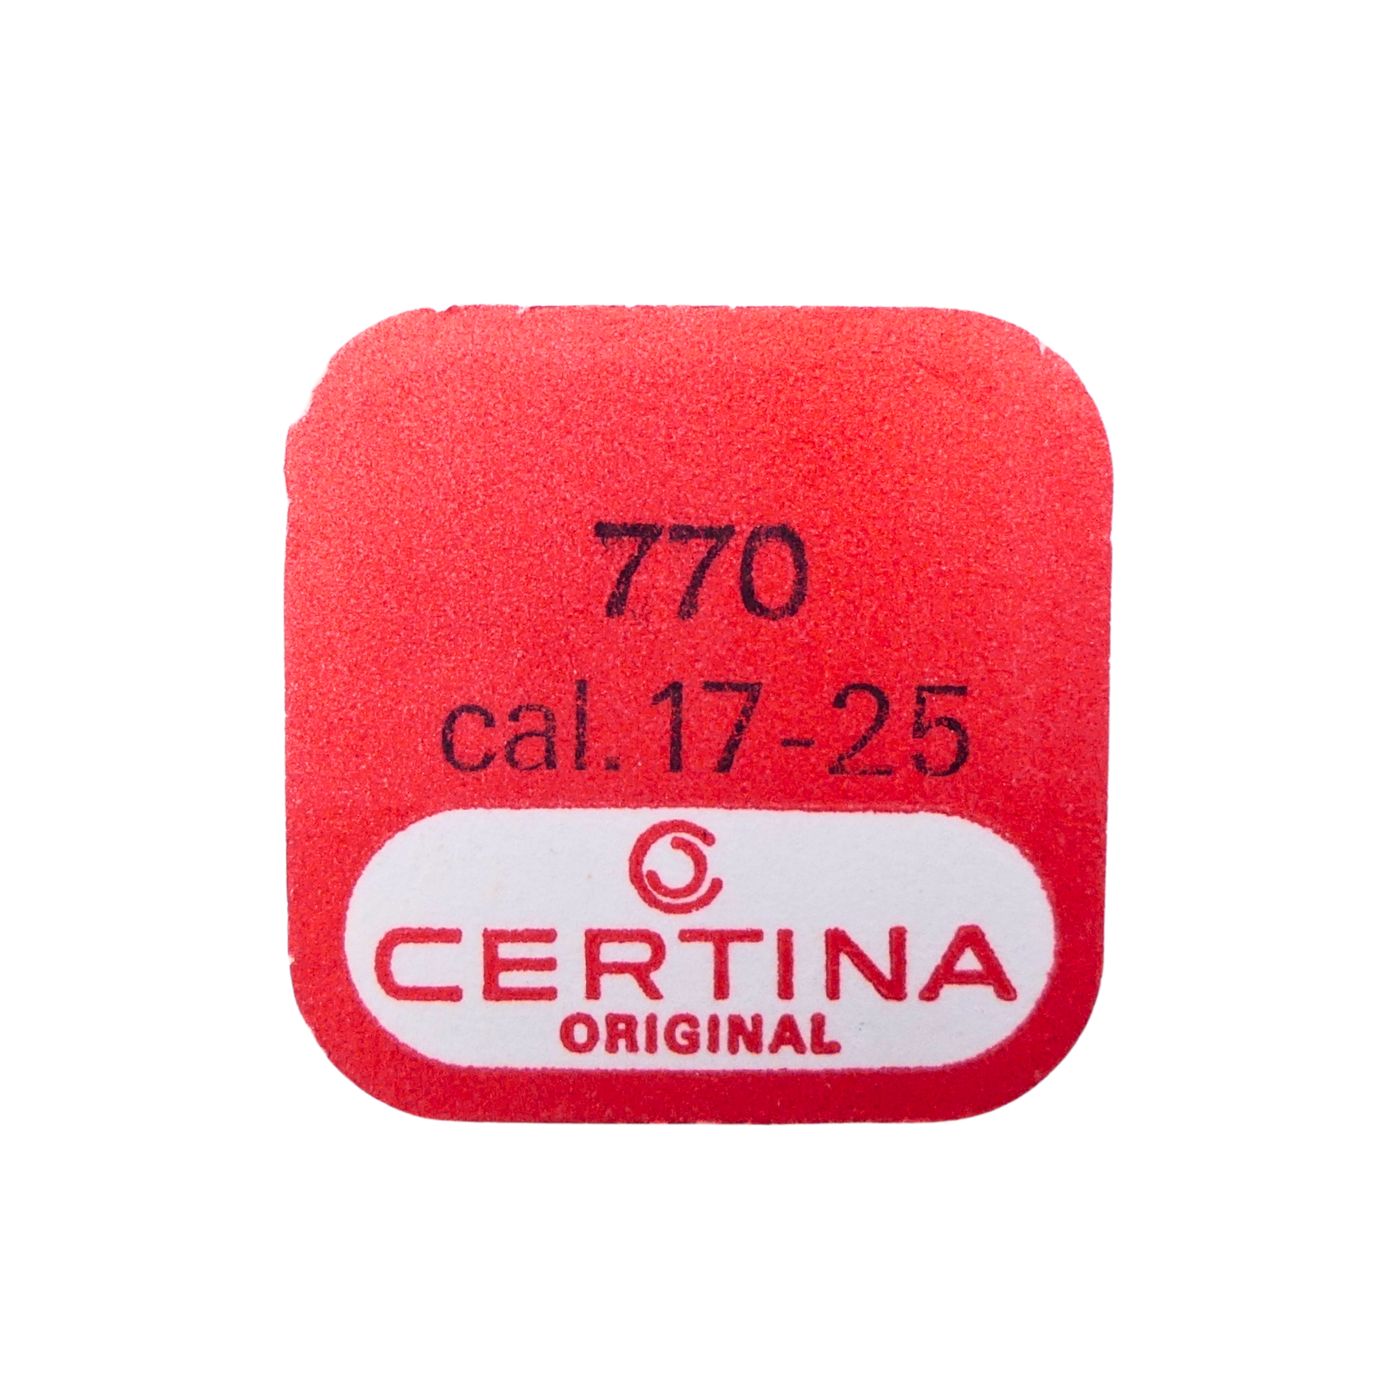 770
cal. 17-25
CERTINA
ORIGINAL